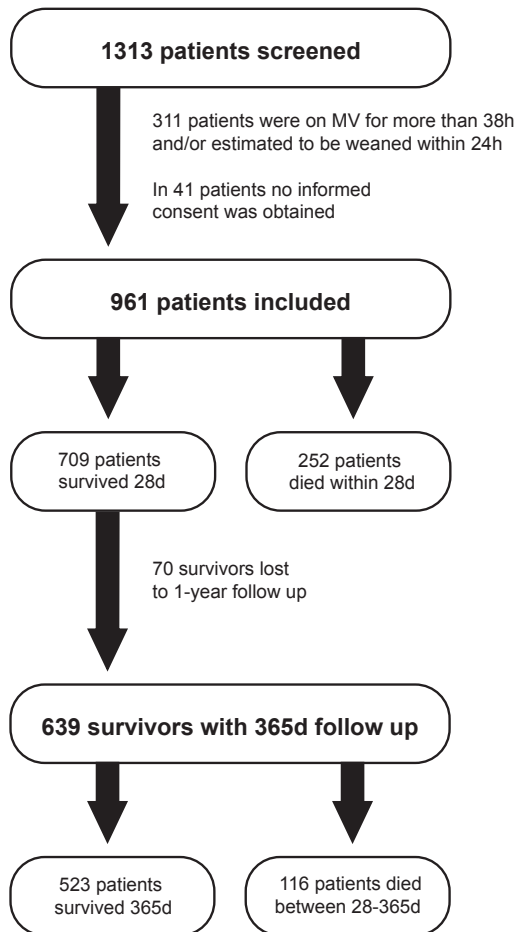 1313 patients screened
311 patients were on MV for more than 38h
and/or estimated to be weaned within 24h
In 41 patients no informed
consent was obtained
961 patients included
709 patients
survived 28d
252 patients
died within 28d
70 survivors lost
to 1-year follow up
639 survivors with 365d follow up
523 patients
survived 365d
116 patients died
between 28-365d